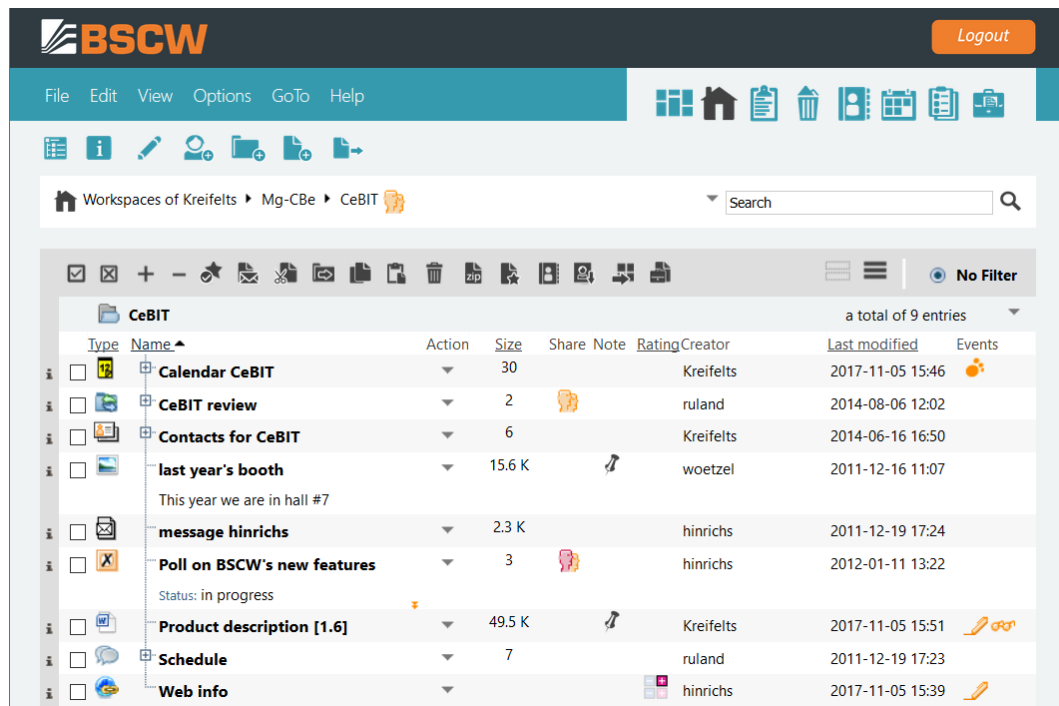 BSCW
Logout
File Edit View Options GoTo Help
Workspaces of Kreifelts Mg-CBe CeBIT
Search
zip
No Filter
CeBIT a total of 9 entries
Type Name Action Size Share Note Rating Creator Last modified Events
12 Calendar CeBIT 30 Kreifelts 2017-11-05 15:46
CeBIT review 2 ruland 2014-08-06 12:02
Contacts for CeBIT 6 Kreifelts 2014-06-16 16:50
last year's booth 15.6 K woetzel 2011-12-16 11:07
This year we are in hall #7
message hinrichs 2.3 K hinrichs 2011-12-19 17:24
Poll on BSCW's new features 3 hinrichs 2012-01-11 13:22
Status: in progress
Product description [1.6] 49.5 K Kreifelts 2017-11-05 15:51
Schedule 7 ruland 2011-12-19 17:23
Web info hinrichs 2017-11-05 15:39